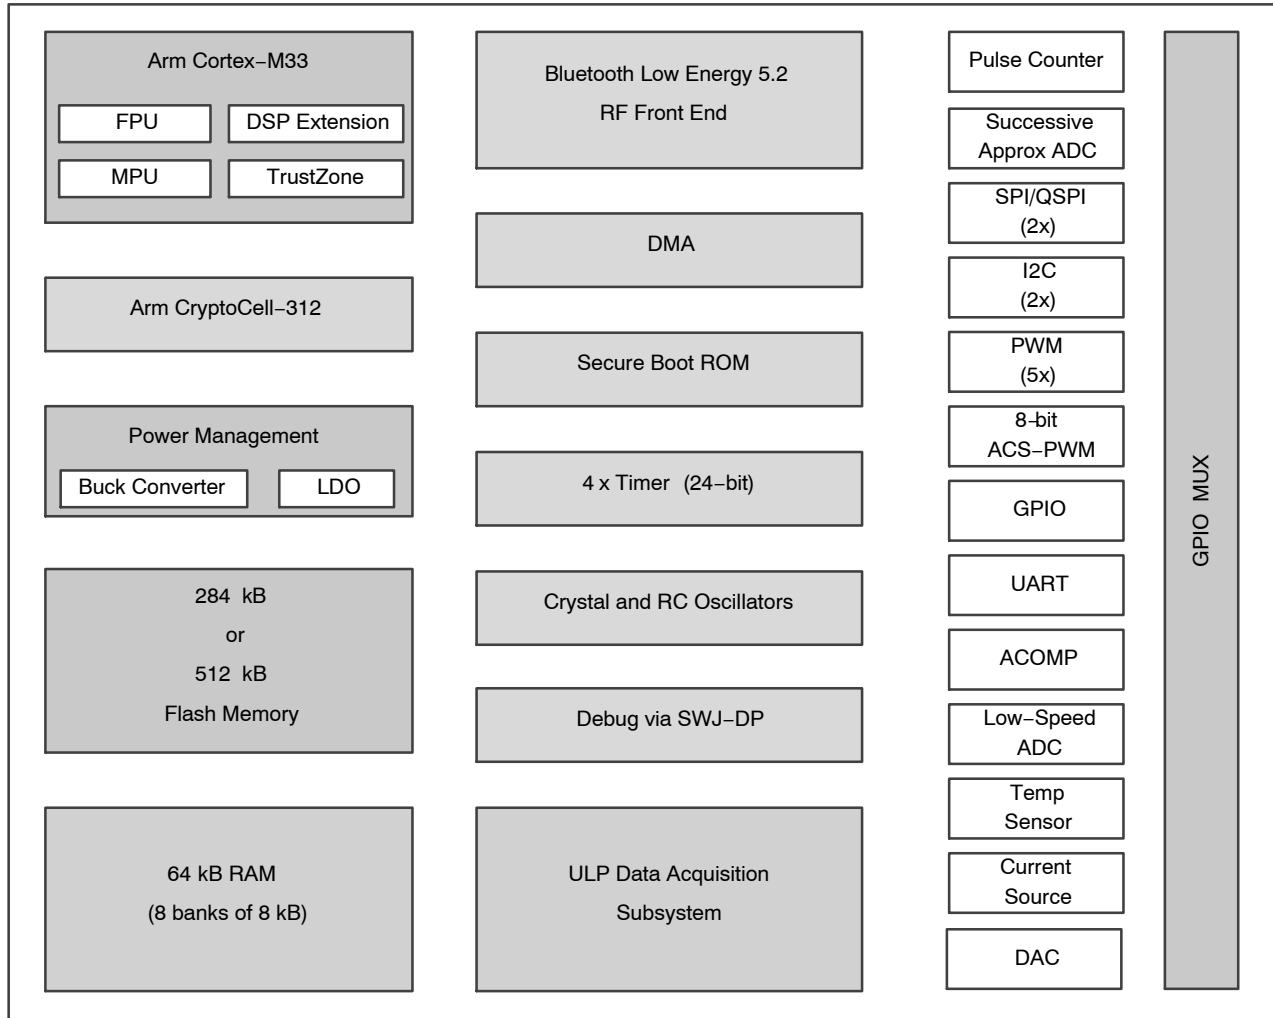 Arm Cortex−M33
FPU
DSP Extension
MPU
TrustZone
Arm CryptoCell−312
Power Management
Buck Converter
LDO
284 kB
or
512 kB
Flash Memory
64 kB RAM
(8 banks of 8 kB)
Bluetooth Low Energy 5.2
RF Front End
DMA
Secure Boot ROM
4 x Timer (24−bit)
Crystal and RC Oscillators
Debug via SWJ−DP
ULP Data Acquisition
Subsystem
Pulse Counter
Successive
Approx ADC
SPI/QSPI
(2x)
I2C
(2x)
PWM
(5x)
8−bit
ACS−PWM
GPIO
UART
ACOMP
Low−Speed
ADC
Temp
Sensor
Current
Source
DAC
GPIO MUX